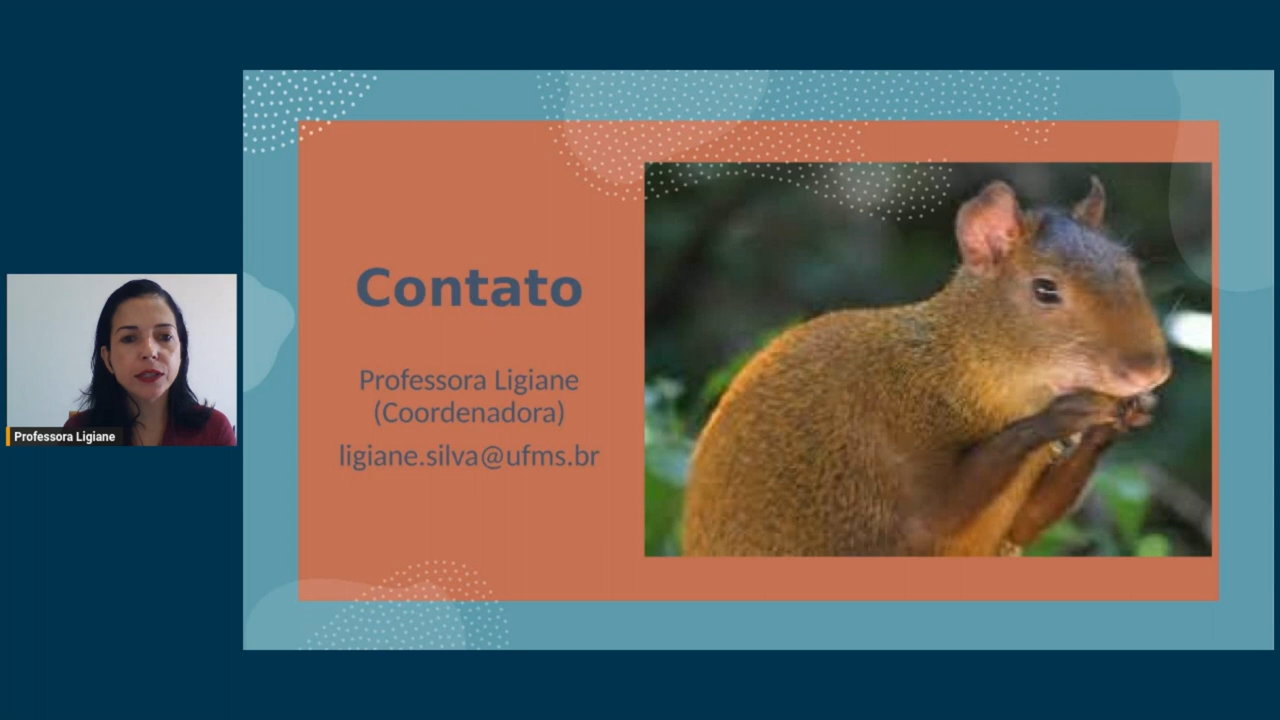 Contato
Professora Ligiane
(Coordenadora)
ligiane.silva@ufms.br
Professora Ligiane